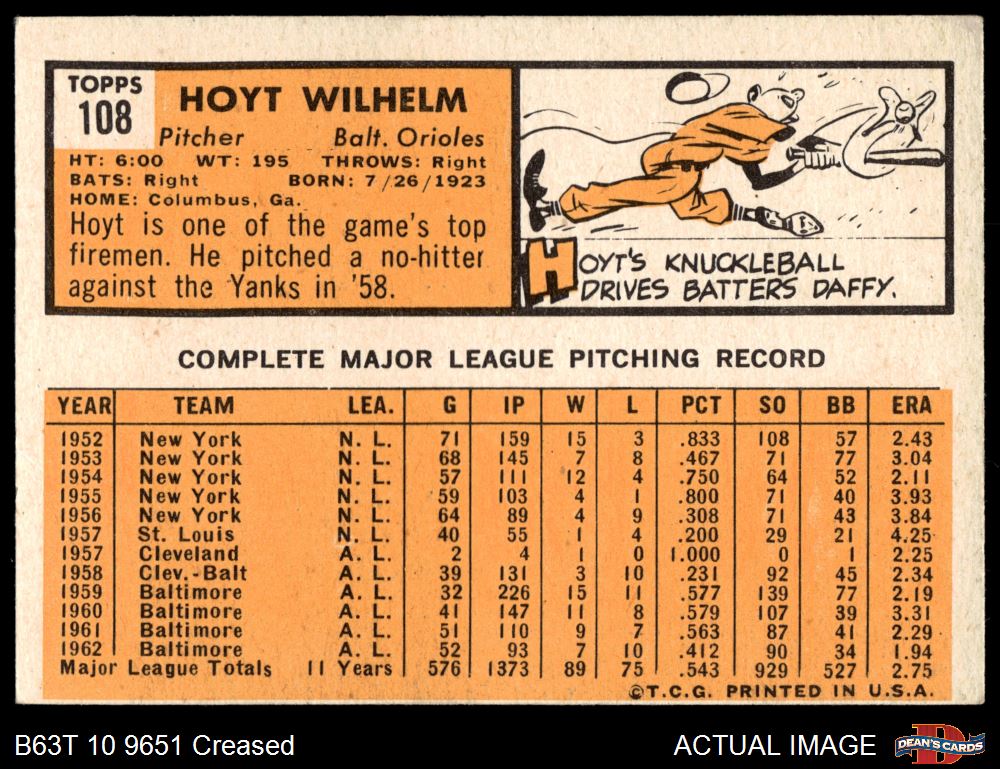 TOPPS
108
HOYT WILHELM
Pitcher Balt. Orioles
HT: 6:00 WT: 195 THROWS: Right
BATS: Right BORN: 7/26/1923
HOME: Columbus, Ga.
Hoyt is one of the game's top
firemen. He pitched a no-hitter
against the Yanks in '58.
HOYT'S KNUCKLEBALL
DRIVES BATTERS DAFFY.
COMPLETE MAJOR LEAGUE PITCHING RECORD
YEAR TEAM LEA. G IP W L PCT SO BB ERA
1952 New York N. L. 71 159 15 3 .833 108 57 2.43
1953 New York N. L. 68 145 7 8 .467 71 77 3.04
1954 New York N. L. 57 111 12 4 .750 64 52 2.11
1955 New York N. L. 59 103 4 1 .800 71 40 3.93
1956 New York N. L. 64 89 4 9 .308 71 43 3.84
1957 St. Louis N. L. 40 55 1 4 .200 29 21 4.25
1957 Cleveland A. L. 2 4 1 0 1.000 0 1 2.25
1958 Clev.-Balt A. L. 39 131 3 10 .231 92 45 2.34
1959 Baltimore A. L. 32 226 15 11 .577 139 77 2.19
1960 Baltimore A. L. 41 147 11 8 .579 107 39 3.31
1961 Baltimore A. L. 51 110 9 7 .563 87 41 2.29
1962 Baltimore A. L. 52 93 7 10 .412 90 34 1.94
Major League Totals 11 Years 576 1373 89 75 .543 929 527 2.75
©T.C.G. PRINTED IN U.S.A.
B63T 10 9651 Creased
ACTUAL IMAGE
DEAN'S CARDS